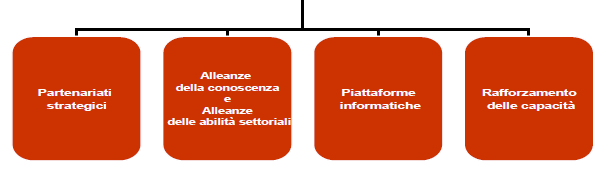 Partenariati
strategici
Alleanze
della conoscenza
e
Alleanze
delle abilità settoriali
Piattaforme
informatiche
Rafforzamento
delle capacità